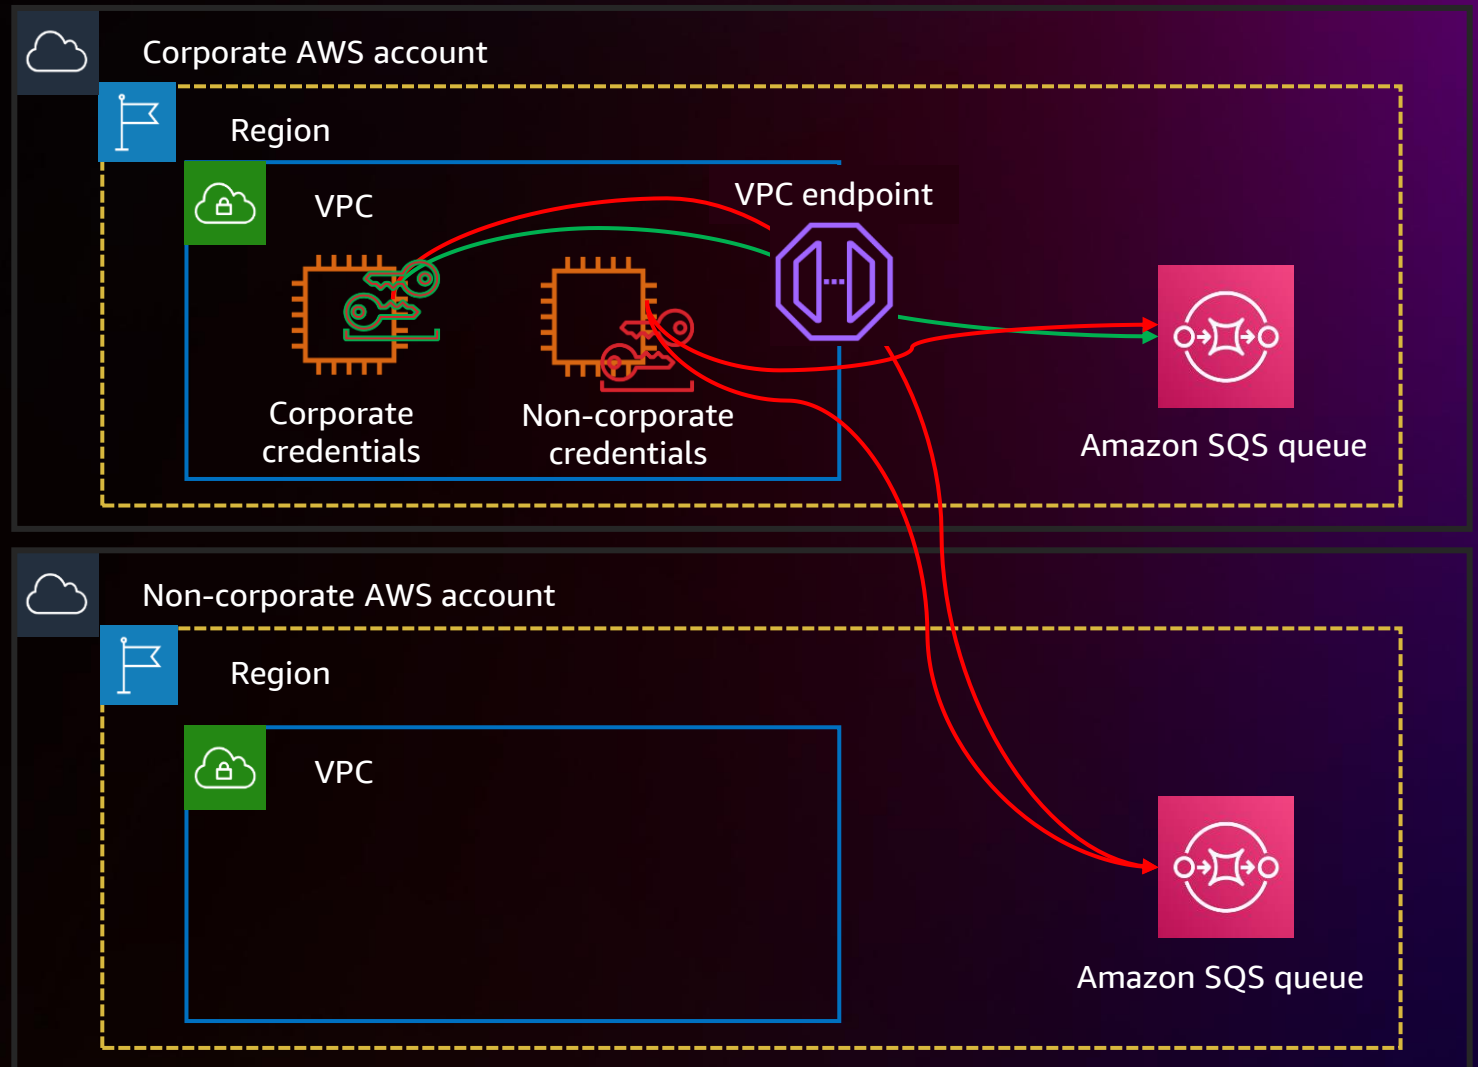 Corporate AWS account
Region
VPC
VPC endpoint
Corporate
credentials
Non-corporate
credentials
Amazon SQS queue
Non-corporate AWS account
Region
VPC
Amazon SQS queue